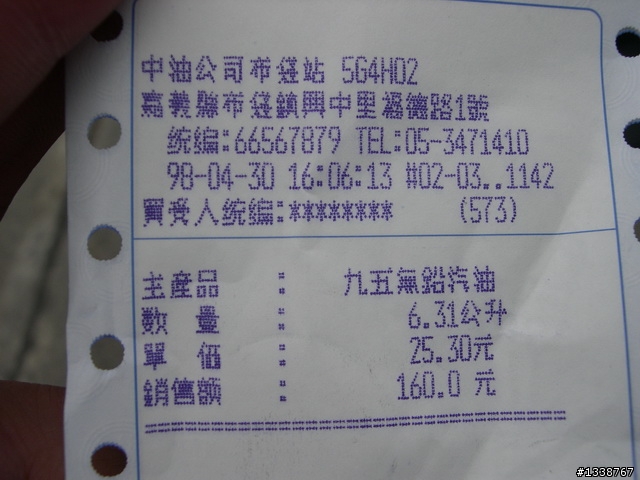 中油公司布袋站 564H02
嘉義縣布袋鎮興中里福德路1號
統編:66567879 TEL:05-3471410
98-04-30 16:06:13 #02-03..1142
買受人統編:******** (573)
主產品 : 九五無鉛汽油
數 量 : 6.31公升
單 價 : 25.30元
銷售額 : 160.0 元
#1338767